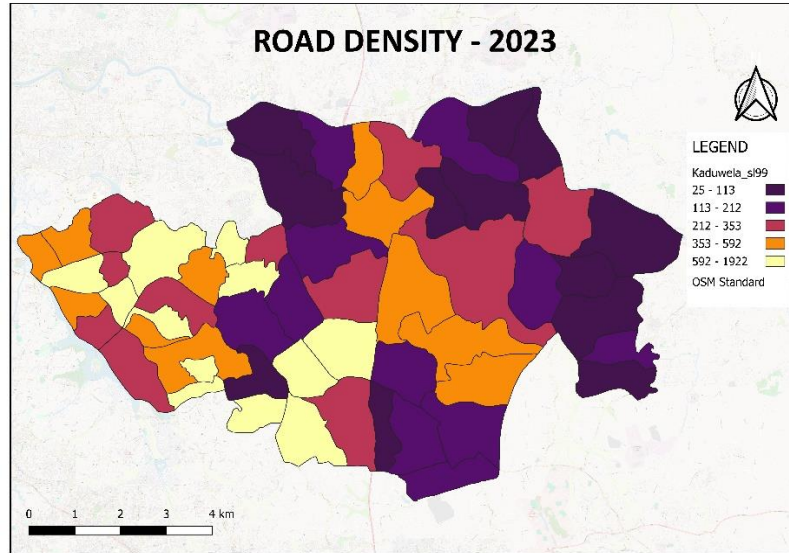 ROAD DENSITY - 2023
LEGEND
Kaduwela_sl99
25 - 113
113 - 212
212 - 353
353 - 592
592 - 1922
OSM Standard
0 1 2 3 4 km